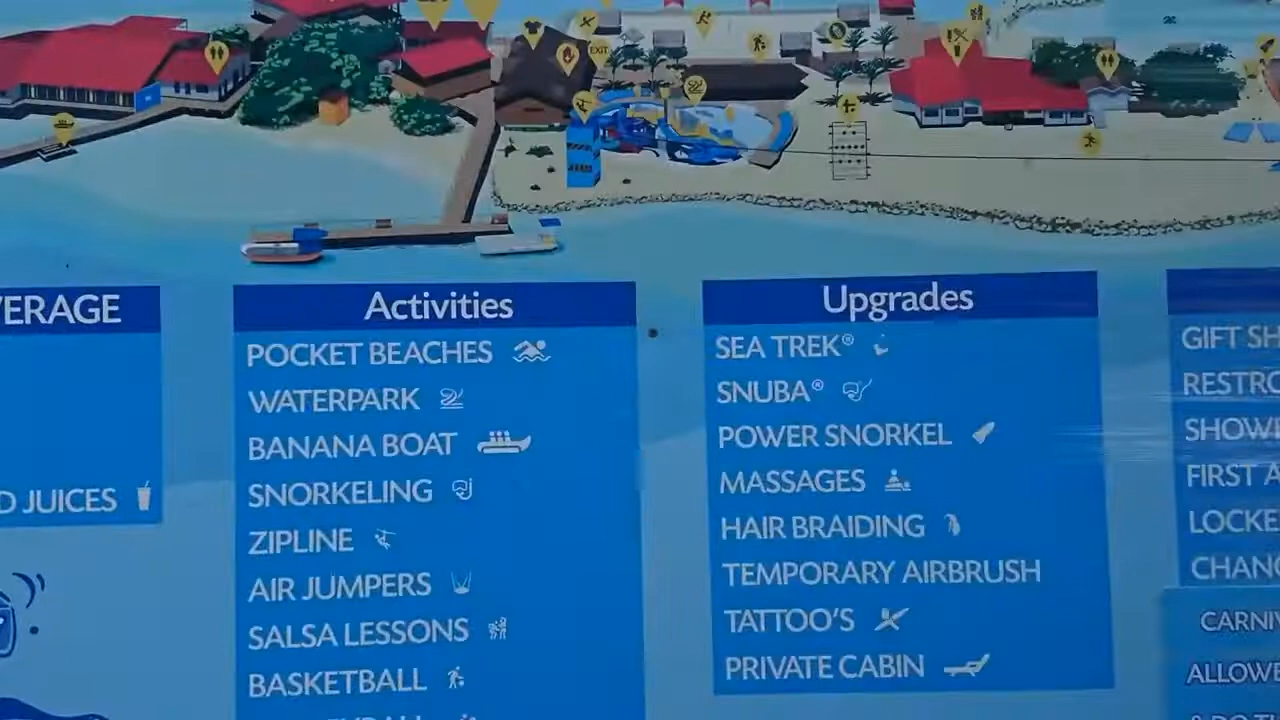 EXIT
VERAGE
D JUICES
Activities
POCKET BEACHES
WATERPARK
BANANA BOAT
SNORKELING
ZIPLINE
AIR JUMPERS
SALSA LESSONS
BASKETBALL
Upgrades
SEA TREK®
SNUBA®
POWER SNORKEL
MASSAGES
HAIR BRAIDING
TEMPORARY AIRBRUSH
TATTOO'S
PRIVATE CABIN
GIFT SH
RESTRO
SHOWE
FIRST A
LOCKE
CHANG
CARNIV
ALLOWE